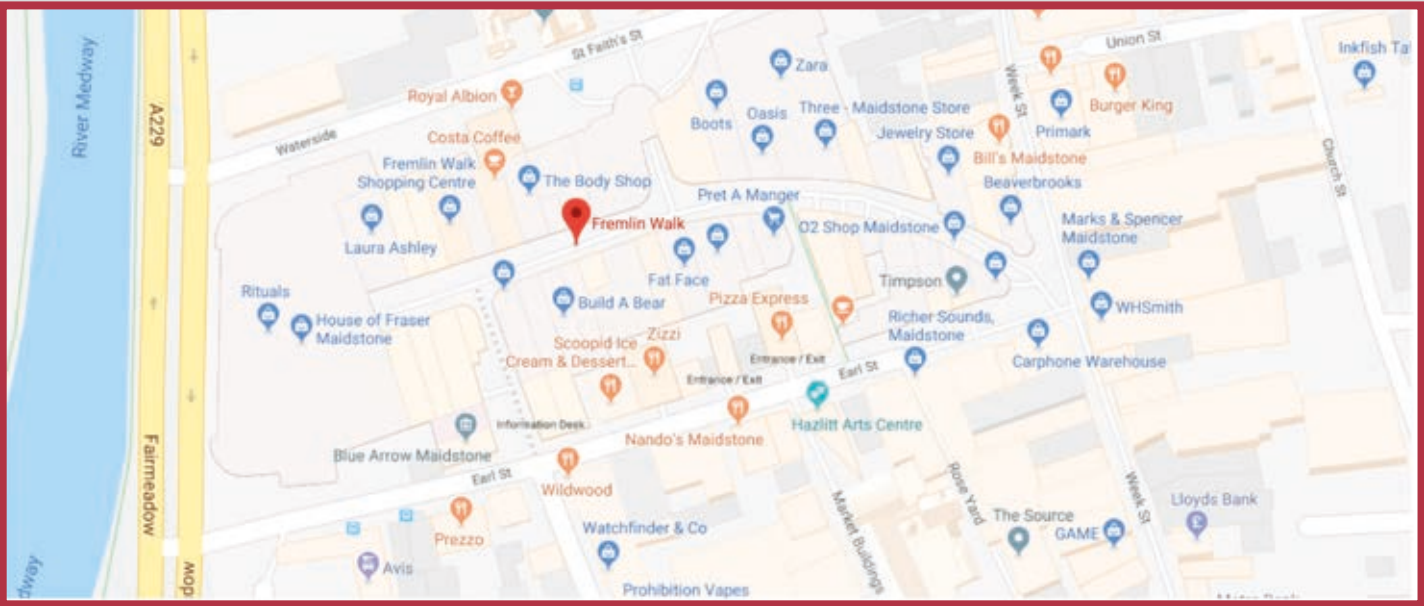 River Medway
A229
Fairmeadow
Waterside
St Faith's St
Royal Albion
Costa Coffee
Fremlin Walk
Shopping Centre
Laura Ashley
The Body Shop
Fremlin Walk
Rituals
House of Fraser
Maidstone
Build A Bear
Fat Face
Pret A Manger
Boots
Oasis
Zara
Three - Maidstone Store
Jewelry Store
Bill's Maidstone
Week St
Union St
Burger King
Primark
Inkfish
Church St
Beaverbrooks
O2 Shop Maidstone
Marks & Spencer
Maidstone
Timpson
WHSmith
Richer Sounds,
Maidstone
Carphone Warehouse
Pizza Express
Zizzi
Scoopid Ice
Cream & Dessert...
Entrance / Exit
Entrance / Exit
Earl St
Hazlitt Arts Centre
Nando's Maidstone
Information Desk
Blue Arrow Maidstone
Earl St
Wildwood
Prezzo
Avis
Watchfinder & Co
Prohibition Vapes
Market Buildings
Rose Yard
The Source
GAME
Week St
Lloyds Bank